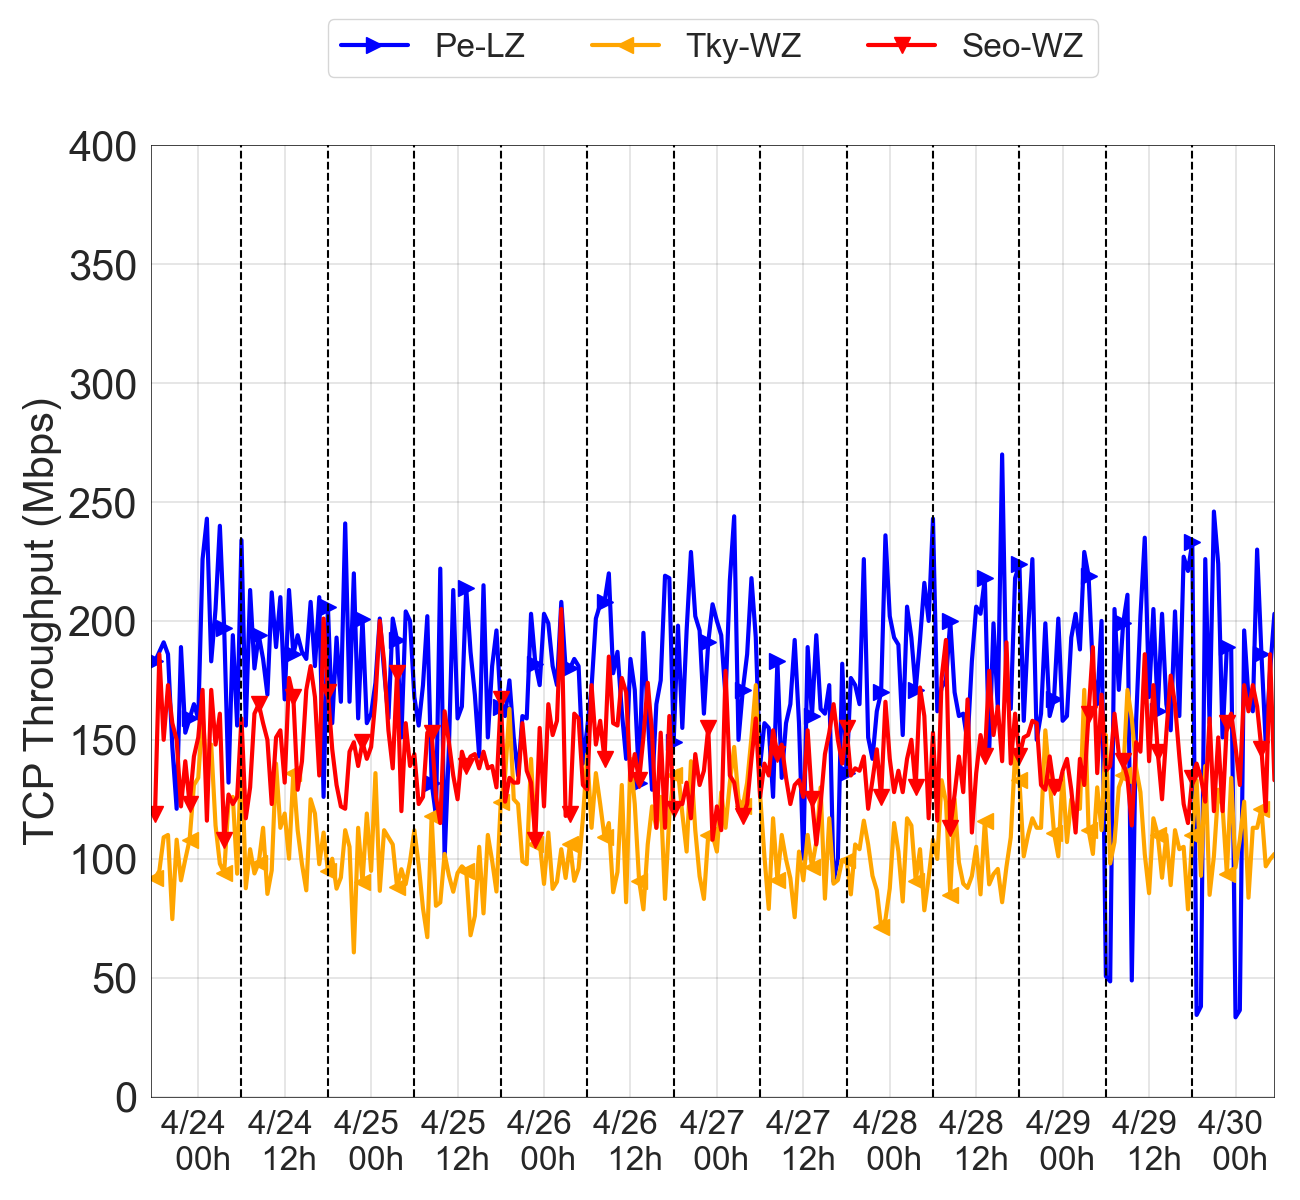 Pe-LZ Tky-WZ Seo-WZ
TCP Throughput (Mbps)
400
350
300
250
200
150
100
50
0
4/24 4/24 4/25 4/25 4/26 4/26 4/27 4/27 4/28 4/28 4/29 4/29 4/30
00h 12h 00h 12h 00h 12h 00h 12h 00h 12h 00h 12h 00h